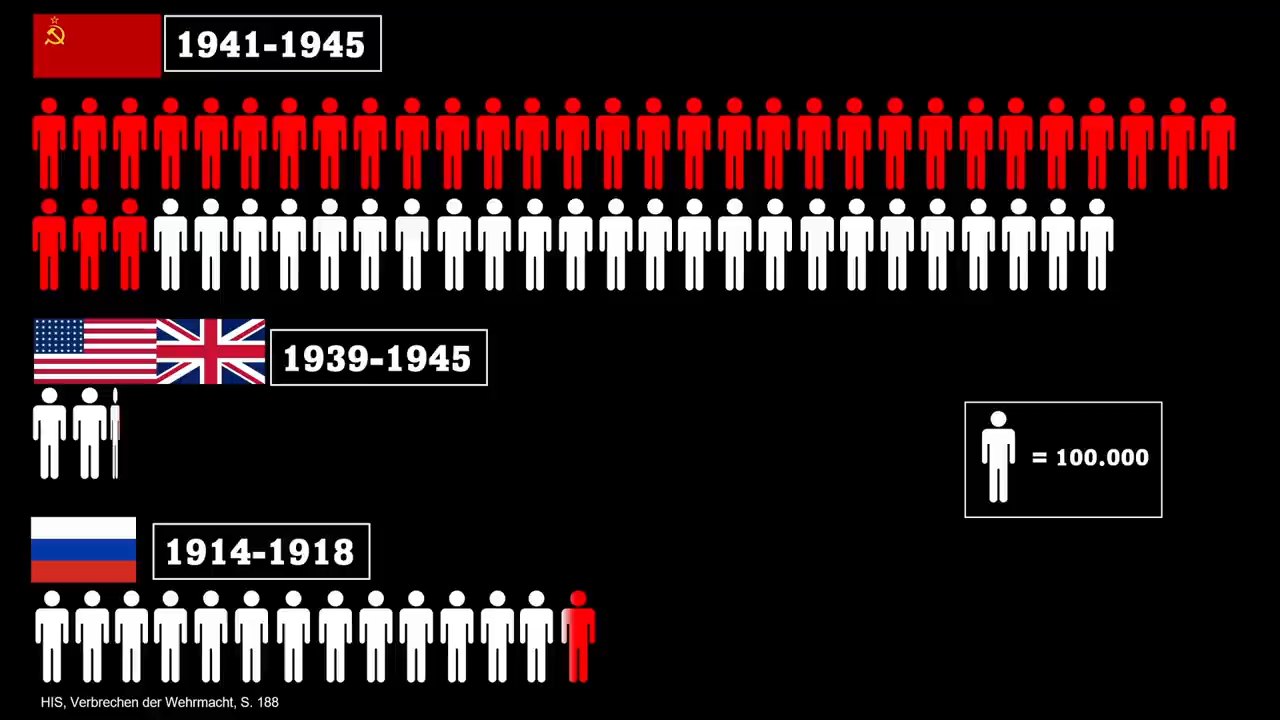 1941-1945
1939-1945
= 100.000
1914-1918
HIS, Verbrechen der Wehrmacht, S. 188